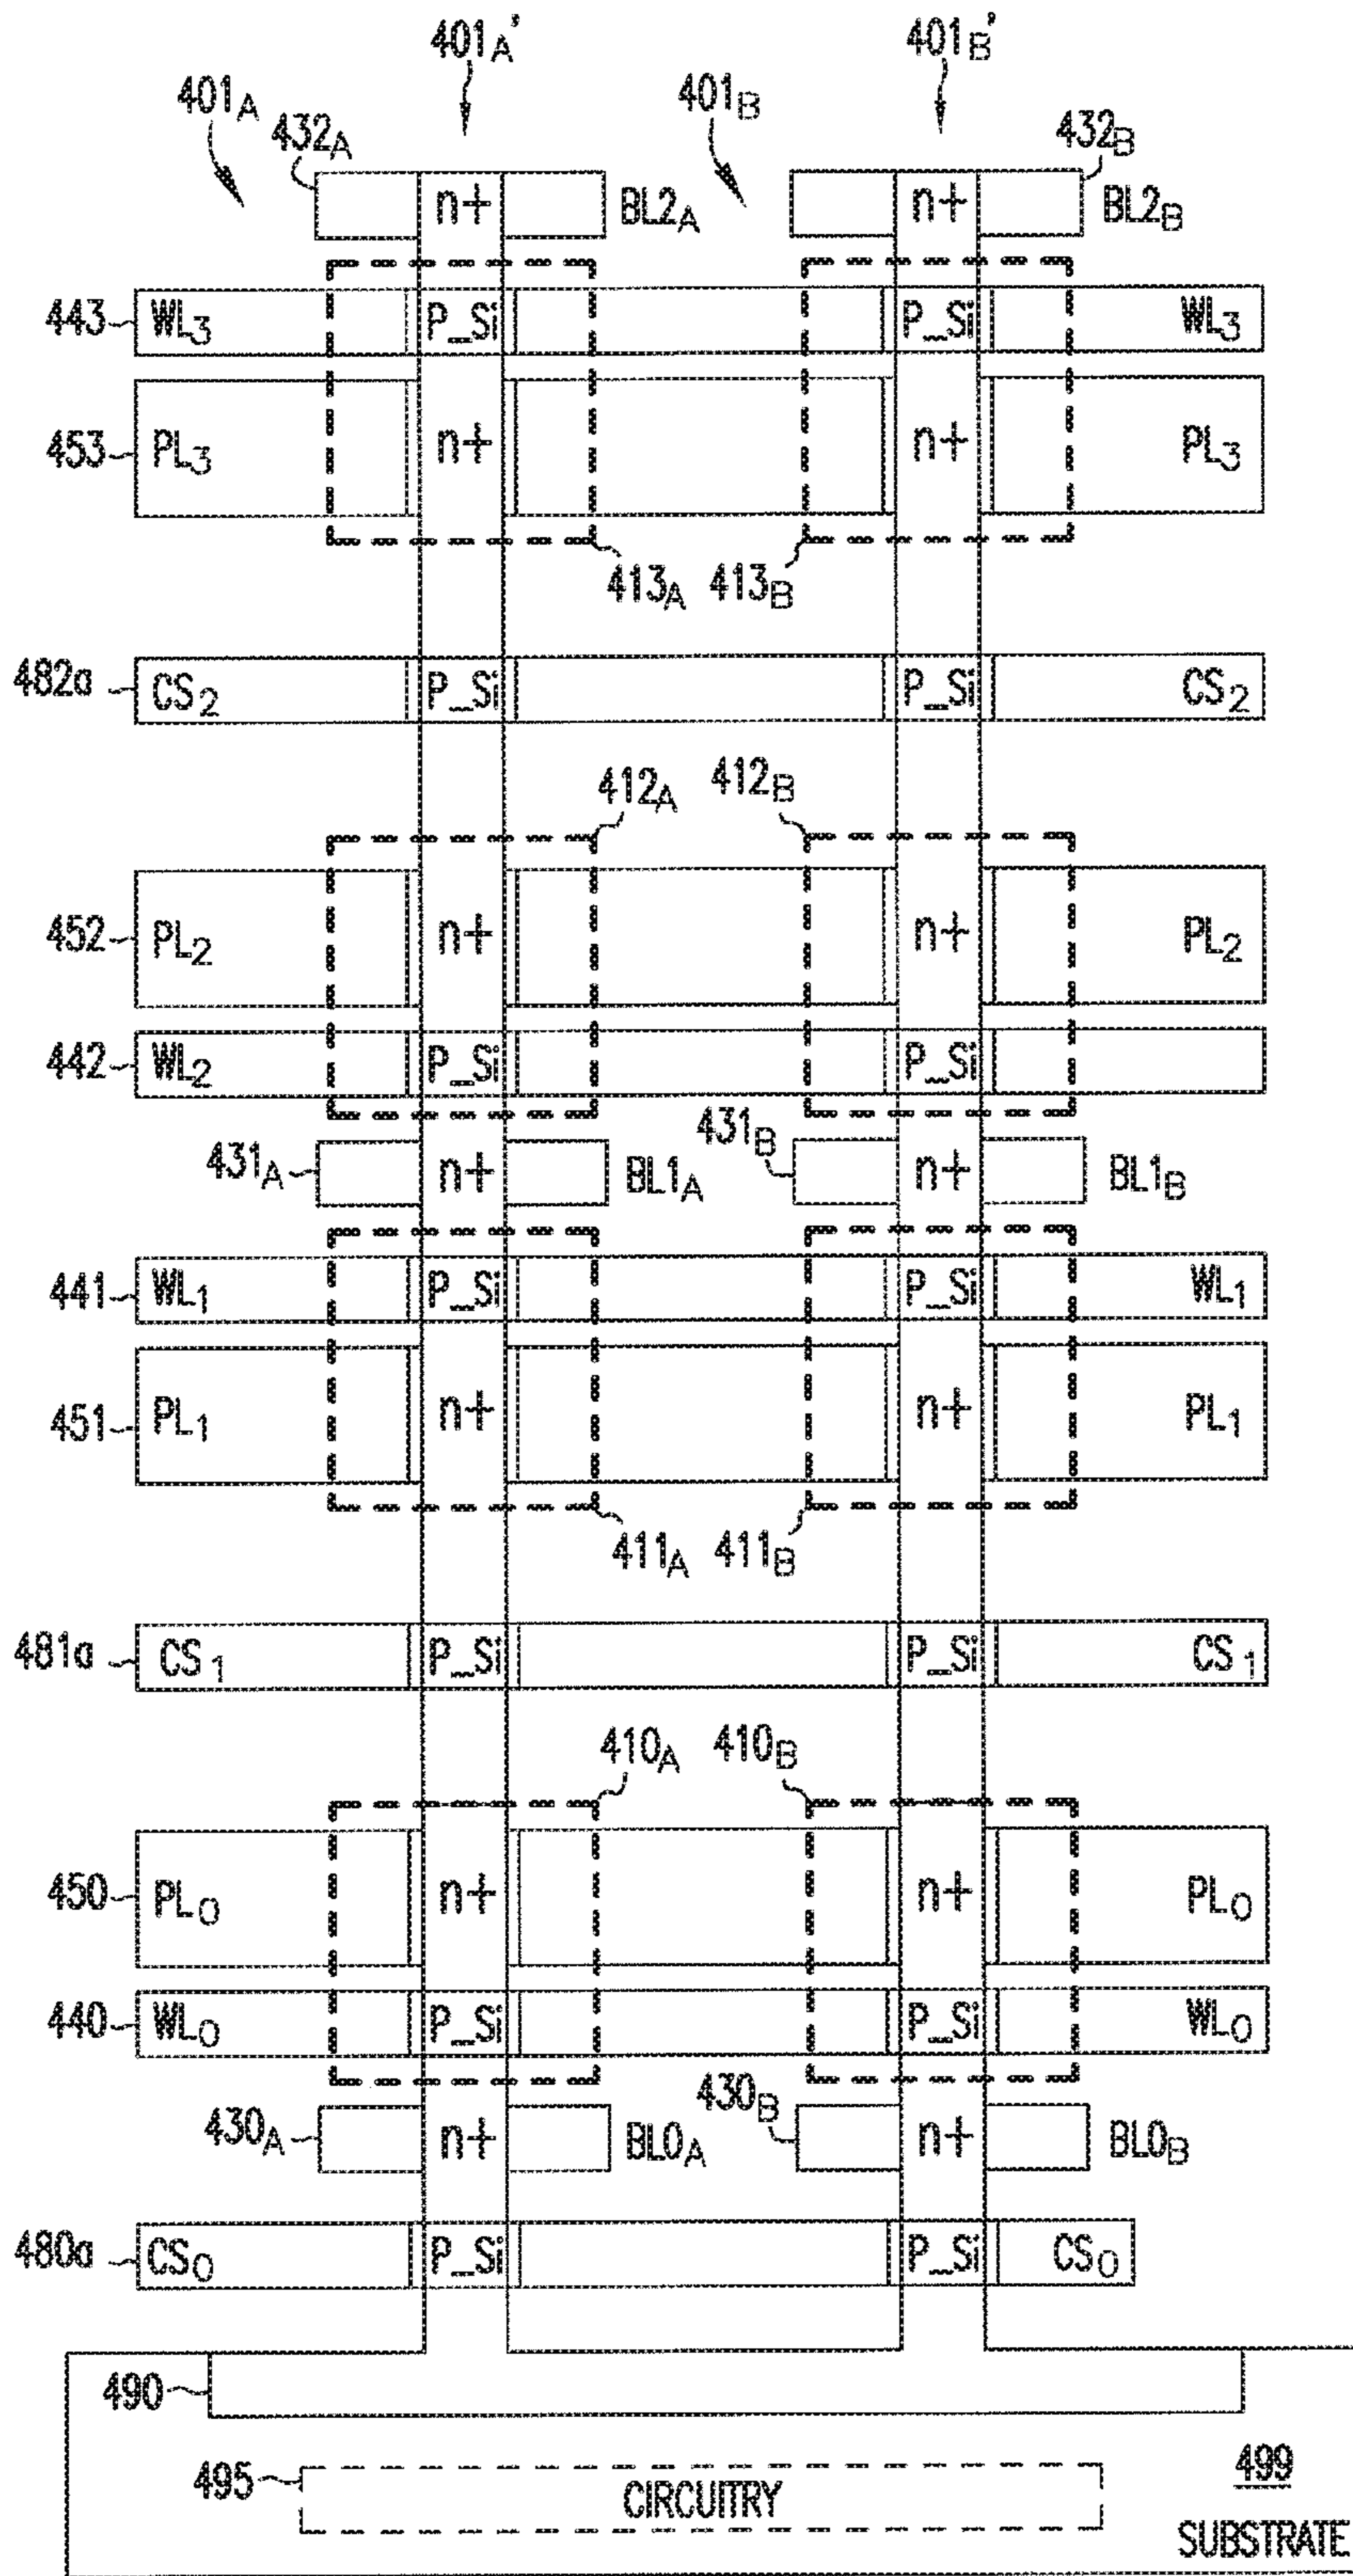 401A' 401B'
401A 432A 401B 432B
n+ BL2A n+ BL2B
443 WL3 P_Si P_Si WL3
453 PL3 n+ n+ PL3
413A 413B
482a CS2 P_Si P_Si CS2
412A 412B
452 PL2 n+ n+ PL2
442 WL2 P_Si P_Si
431A n+ BL1A 431B n+ BL1B
441 WL1 P_Si P_Si WL1
451 PL1 n+ n+ PL1
411A 411B
481a CS1 P_Si P_Si CS1
410A 410B
450 PL0 n+ n+ PL0
440 WL0 P_Si P_Si WL0
430A n+ BL0A 430B n+ BL0B
480a CS0 P_Si P_Si CS0
490
495 CIRCUITRY 499
SUBSTRATE